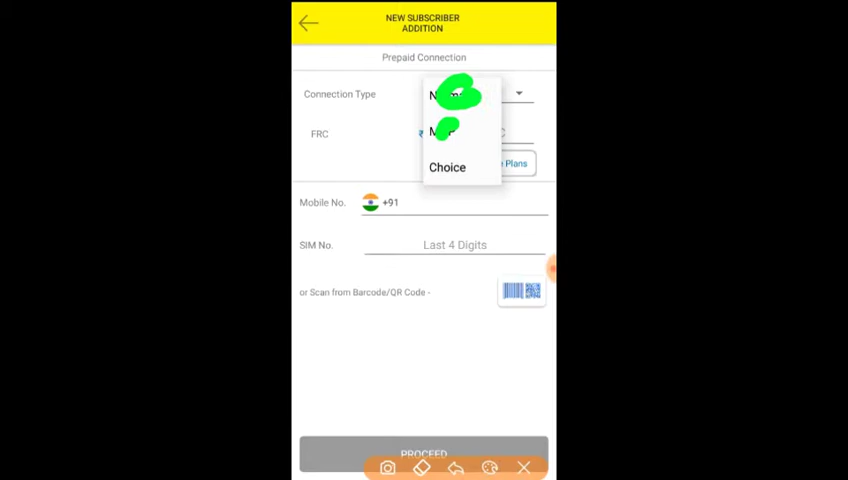 NEW SUBSCRIBER
ADDITION
Prepaid Connection
Connection Type
FRC ₹
Choice
Plans
Mobile No. +91
SIM No. Last 4 Digits
or Scan from Barcode/QR Code -
PROCEED